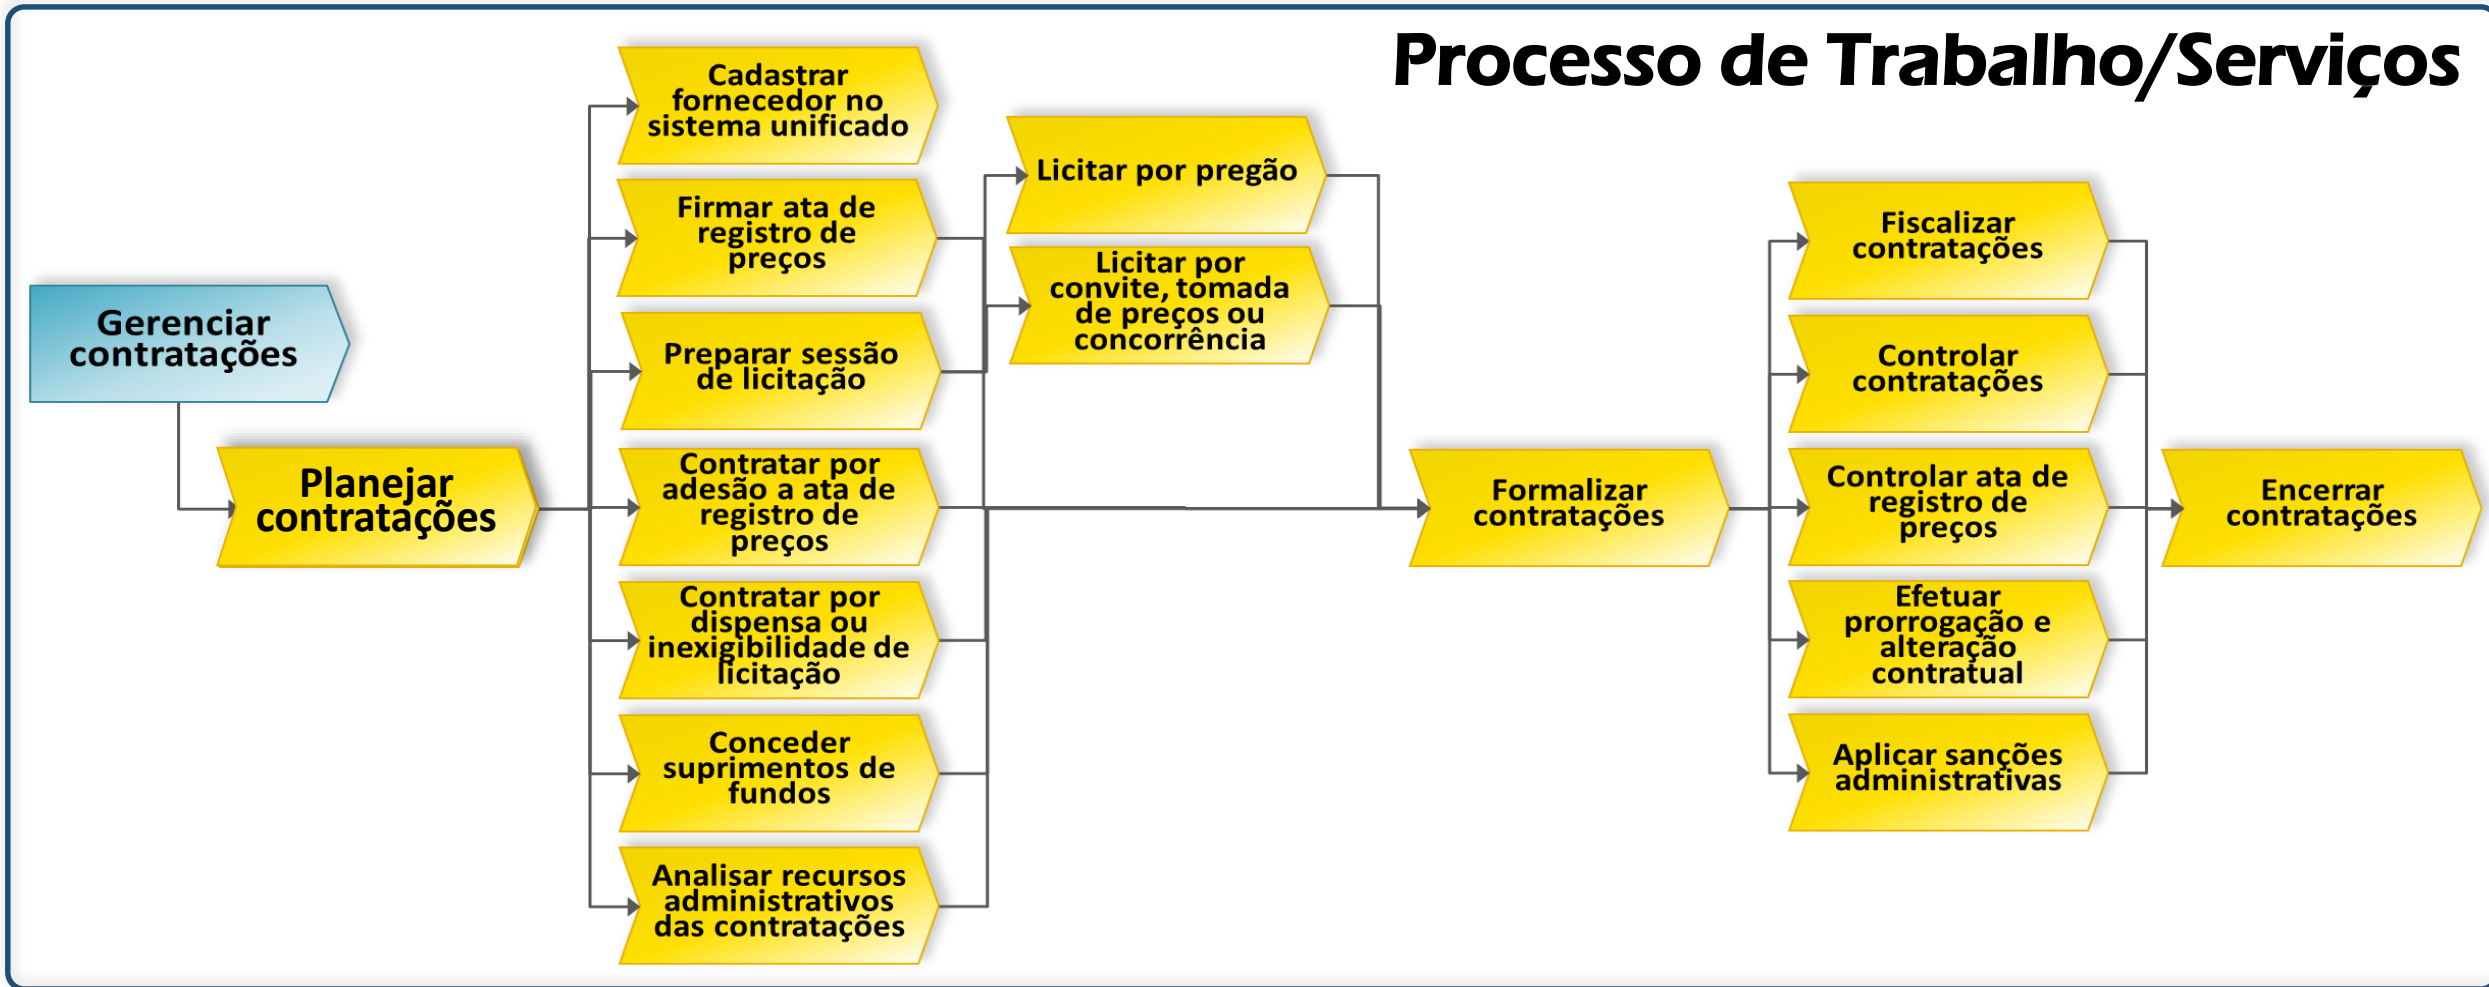 Processo de Trabalho/Serviços
Gerenciar
contratações
Planejar
contratações
Cadastrar
fornecedor no
sistema unificado
Firmar ata de
registro de
preços
Preparar sessão
de licitação
Contratar por
adesão a ata de
registro de
preços
Contratar por
dispensa ou
inexigibilidade de
licitação
Conceder
suprimentos de
fundos
Analisar recursos
administrativos
das contratações
Licitar por pregão
Licitar por
convite, tomada
de preços ou
concorrência
Formalizar
contratações
Fiscalizar
contratações
Controlar
contratações
Controlar ata de
registro de
preços
Efetuar
prorrogação e
alteração
contratual
Aplicar sanções
administrativas
Encerrar
contratações